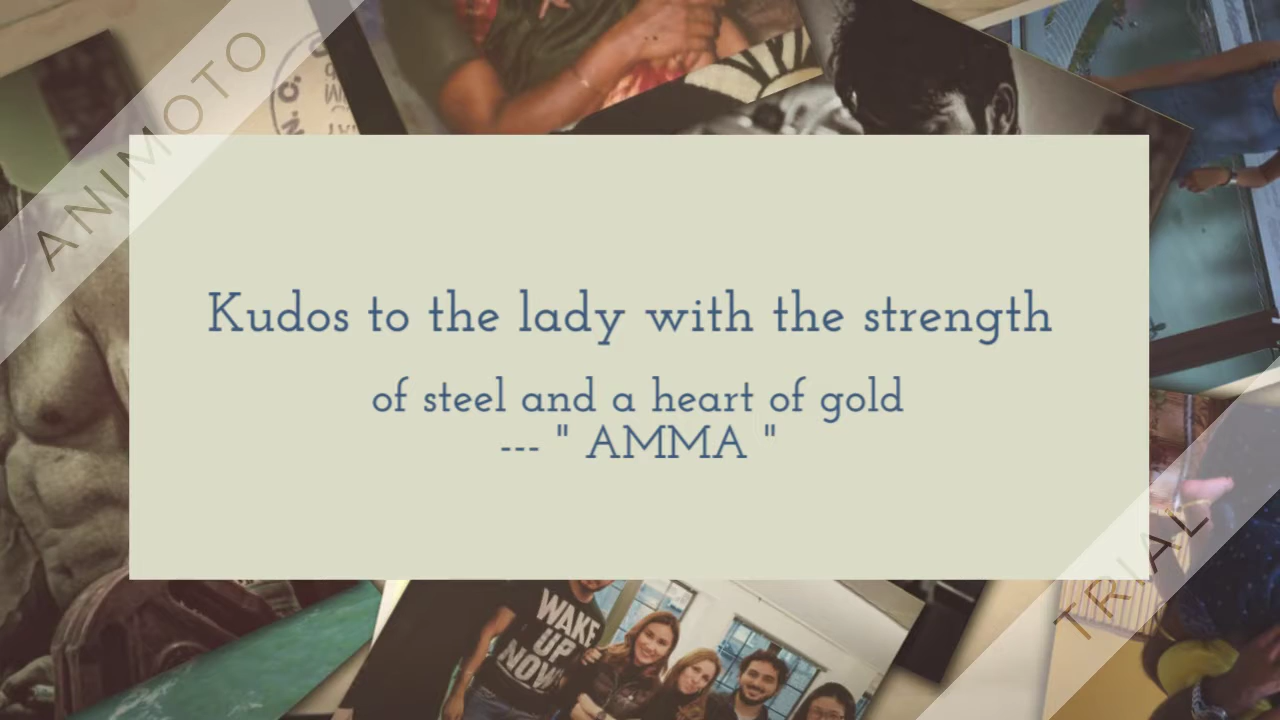 ANIMOTO
Kudos to the lady with the strength
of steel and a heart of gold
--- " AMMA "
WAKE
UP
NOW
TRIAL